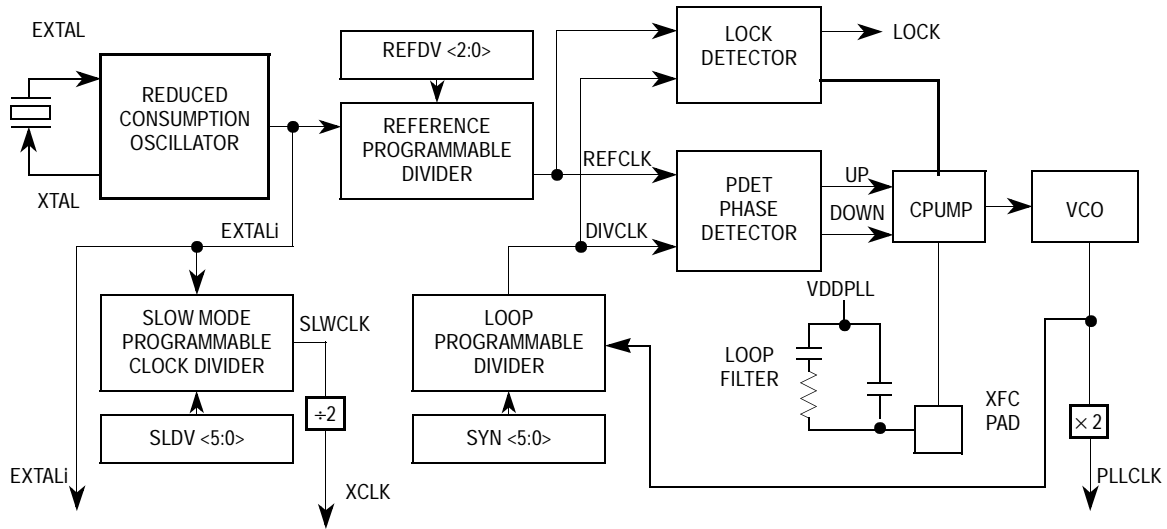 EXTAL
REDUCED
CONSUMPTION
OSCILLATOR
XTAL
REFDV <2:0>
REFERENCE
PROGRAMMABLE
DIVIDER
LOCK
DETECTOR
LOCK
REFCLK
PDET
PHASE
DETECTOR
UP
DOWN
CPUMP
VCO
EXTALi
DIVCLK
SLOW MODE
PROGRAMMABLE
CLOCK DIVIDER
SLWCLK
LOOP
PROGRAMMABLE
DIVIDER
VDDPLL
LOOP
FILTER
XFC
PAD
÷2
× 2
SLDV <5:0>
SYN <5:0>
EXTALi
XCLK
PLLCLK